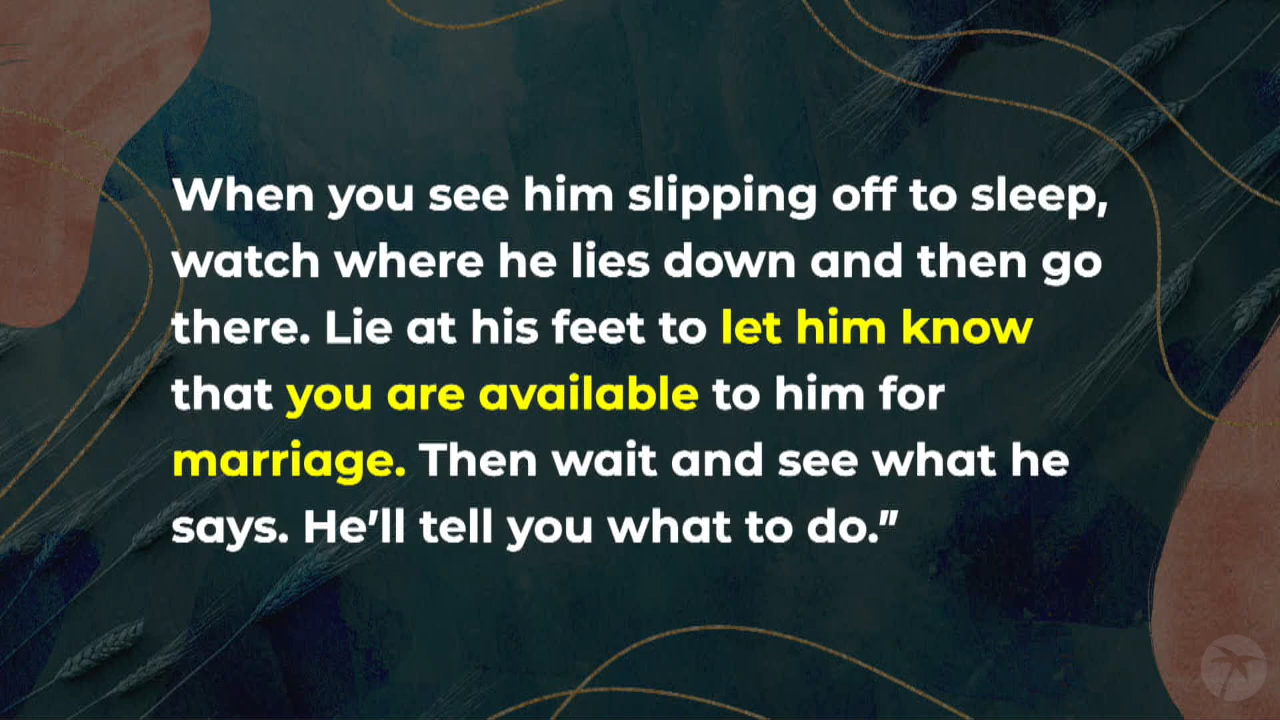 When you see him slipping off to sleep,
watch where he lies down and then go
there. Lie at his feet to let him know
that you are available to him for
marriage. Then wait and see what he
says. He’ll tell you what to do.”